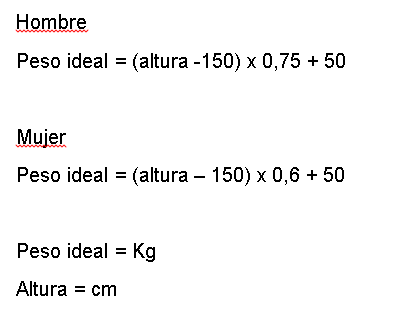 Hombre
Peso ideal = (altura -150) x 0,75 + 50
Mujer
Peso ideal = (altura – 150) x 0,6 + 50
Peso ideal = Kg
Altura = cm